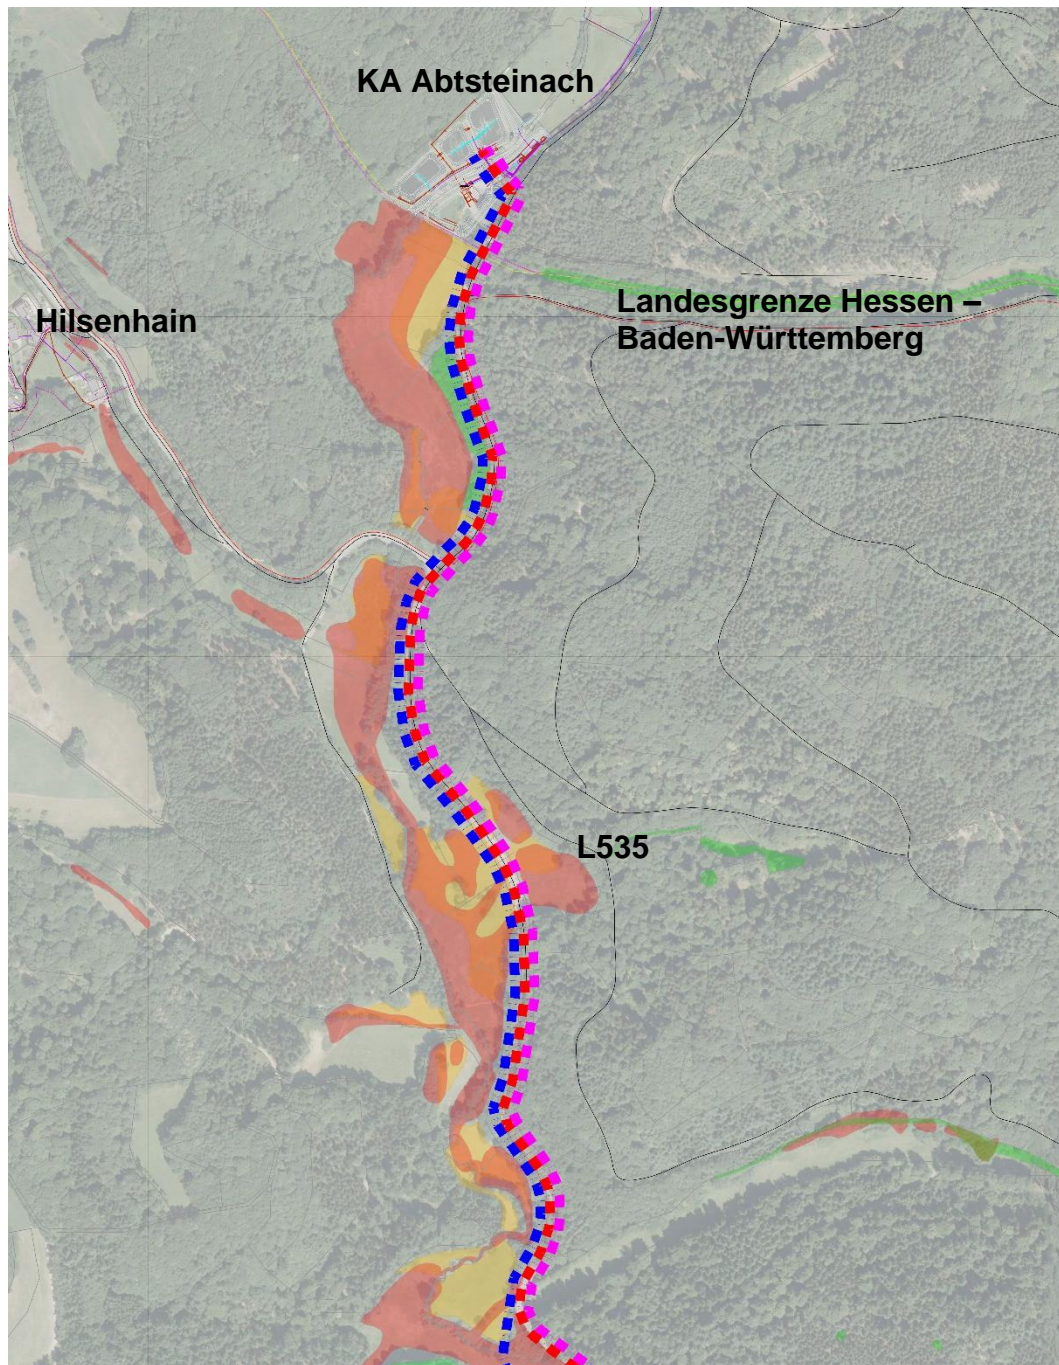 KA Abtsteinach
Landesgrenze Hessen –
Baden-Württemberg
Hilsenhain
L535